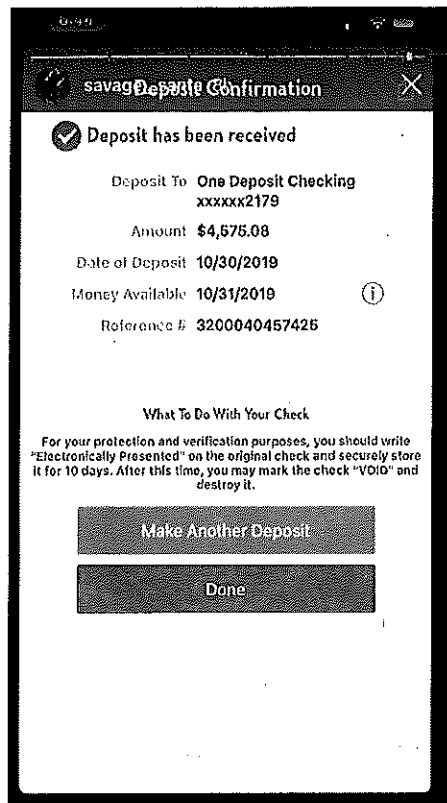 Deposit Confirmation
Deposit has been received
Deposit To One Deposit Checking
xxxxxx2179
Amount $4,575.08
Date of Deposit 10/30/2019
Money Available 10/31/2019
Reference # 3200040457426
What To Do With Your Check
For your protection and verification purposes, you should write
"Electronically Presented" on the original check and securely store
it for 10 days. After this time, you may mark the check "VOID" and
destroy it.
Make Another Deposit
Done